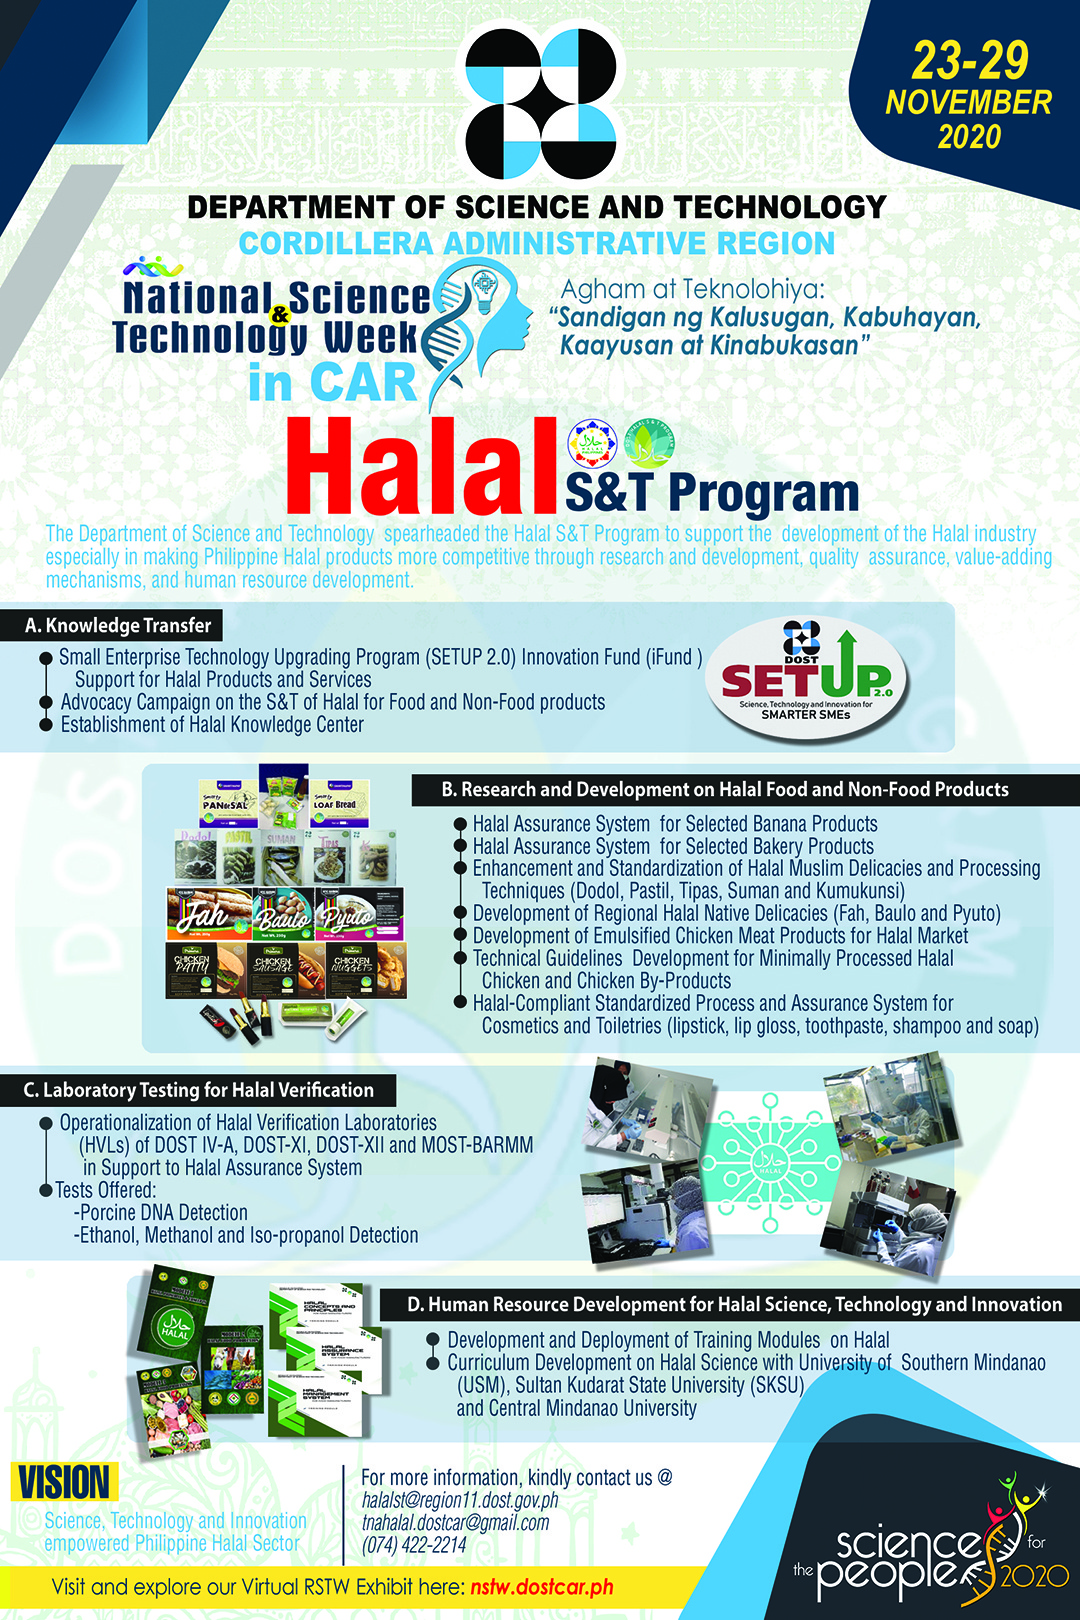 23-29
NOVEMBER
2020
DEPARTMENT OF SCIENCE AND TECHNOLOGY
CORDILLERA ADMINISTRATIVE REGION
National Science
&
Technology Week
in CAR
Agham at Teknolohiya:
“Sandigan ng Kalusugan, Kabuhayan,
Kaayusan at Kinabukasan”
Halal
S&T Program
The Department of Science and Technology spearheaded the Halal S&T Program to support the development of the Halal industry
especially in making Philippine Halal products more competitive through research and development, quality assurance, value-adding
mechanisms, and human resource development.
A. Knowledge Transfer
Small Enterprise Technology Upgrading Program (SETUP 2.0) Innovation Fund (iFund )
Support for Halal Products and Services
Advocacy Campaign on the S&T of Halal for Food and Non-Food products
Establishment of Halal Knowledge Center
DOST
SETUP
2.0
Science, Technology and Innovation for
SMARTER SMEs
B. Research and Development on Halal Food and Non-Food Products
Halal Assurance System for Selected Banana Products
Halal Assurance System for Selected Bakery Products
Enhancement and Standardization of Halal Muslim Delicacies and Processing
Techniques (Dodol, Pastil, Tipas, Suman and Kumukunsi)
Development of Regional Halal Native Delicacies (Fah, Baulo and Pyuto)
Development of Emulsified Chicken Meat Products for Halal Market
Technical Guidelines Development for Minimally Processed Halal
Chicken and Chicken By-Products
Halal-Compliant Standardized Process and Assurance System for
Cosmetics and Toiletries (lipstick, lip gloss, toothpaste, shampoo and soap)
PANdeSAL
LOAF Bread
Dodol
PASTIL
SUMAN
TIPAS
Fah
Baulo
Pyuto
CHICKEN
PATTY
CHICKEN
SAUSAGE
CHICKEN
NUGGETS
C. Laboratory Testing for Halal Verification
Operationalization of Halal Verification Laboratories
(HVLs) of DOST IV-A, DOST-XI, DOST-XII and MOST-BARMM
in Support to Halal Assurance System
Tests Offered:
-Porcine DNA Detection
-Ethanol, Methanol and Iso-propanol Detection
حلال
HALAL
D. Human Resource Development for Halal Science, Technology and Innovation
Development and Deployment of Training Modules on Halal
Curriculum Development on Halal Science with University of Southern Mindanao
(USM), Sultan Kudarat State University (SKSU)
and Central Mindanao University
حلال
HALAL
HALAL
CONCEPTS AND
PRINCIPLES
HALAL
ASSURANCE
SYSTEM
HALAL
MANAGEMENT
SYSTEM
VISION
Science, Technology and Innovation
empowered Philippine Halal Sector
For more information, kindly contact us @
halalst@region11.dost.gov.ph
tnahalal.dostcar@gmail.com
(074) 422-2214
Visit and explore our Virtual RSTW Exhibit here: nstw.dostcar.ph
science for
the people 2020